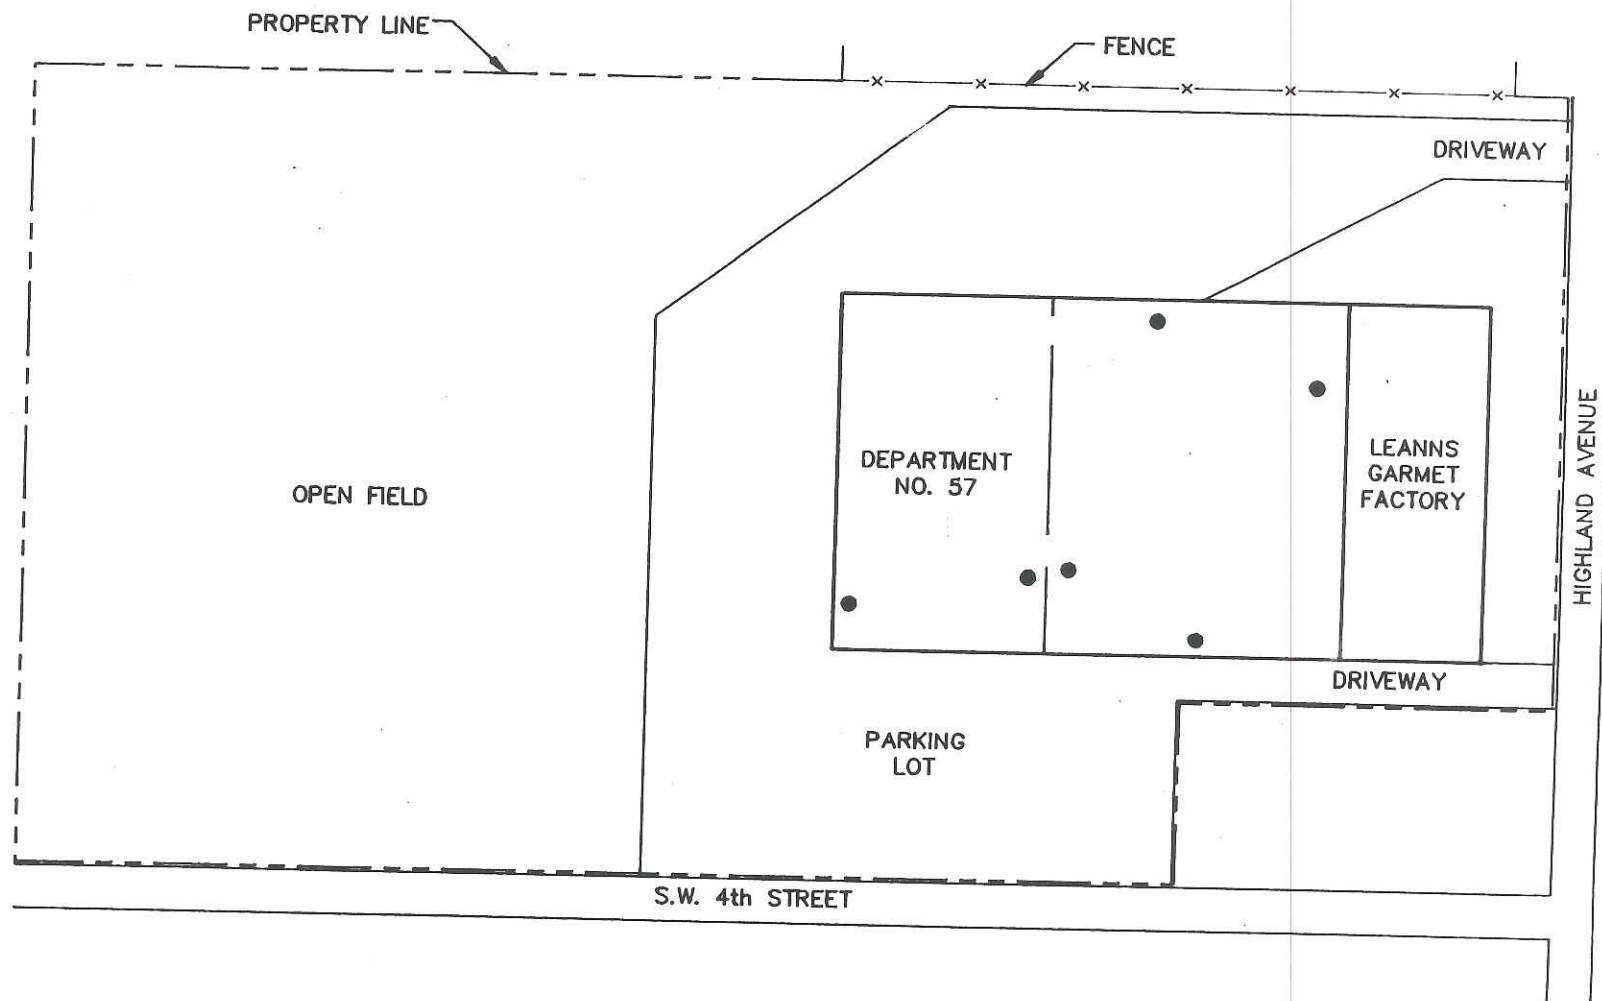 PROPERTY LINE
FENCE
DRIVEWAY
DEPARTMENT
NO. 57
LEANNS
GARMET
FACTORY
OPEN FIELD
HIGHLAND AVENUE
DRIVEWAY
PARKING
LOT
S.W. 4th STREET